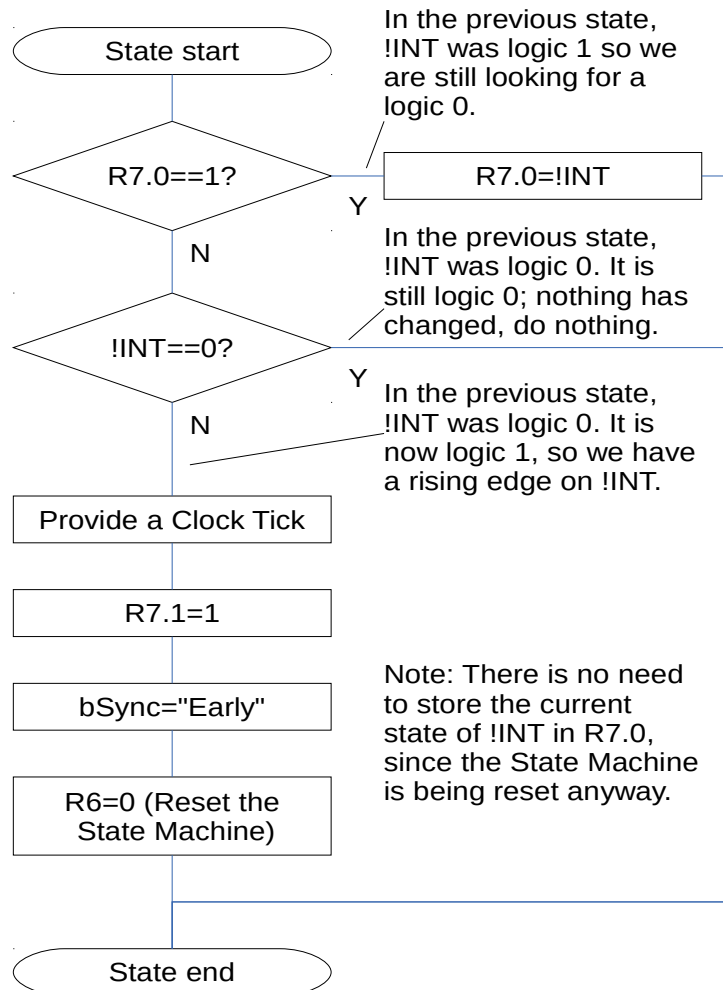 State start
In the previous state,
!INT was logic 1 so we
are still looking for a
logic 0.
R7.0==1?
Y
R7.0=!INT
N
In the previous state,
!INT was logic 0. It is
still logic 0; nothing has
changed, do nothing.
!INT==0?
Y
N
In the previous state,
!INT was logic 0. It is
now logic 1, so we have
a rising edge on !INT.
Provide a Clock Tick
R7.1=1
bSync="Early"
Note: There is no need
to store the current
state of !INT in R7.0,
since the State Machine
is being reset anyway.
R6=0 (Reset the
State Machine)
State end